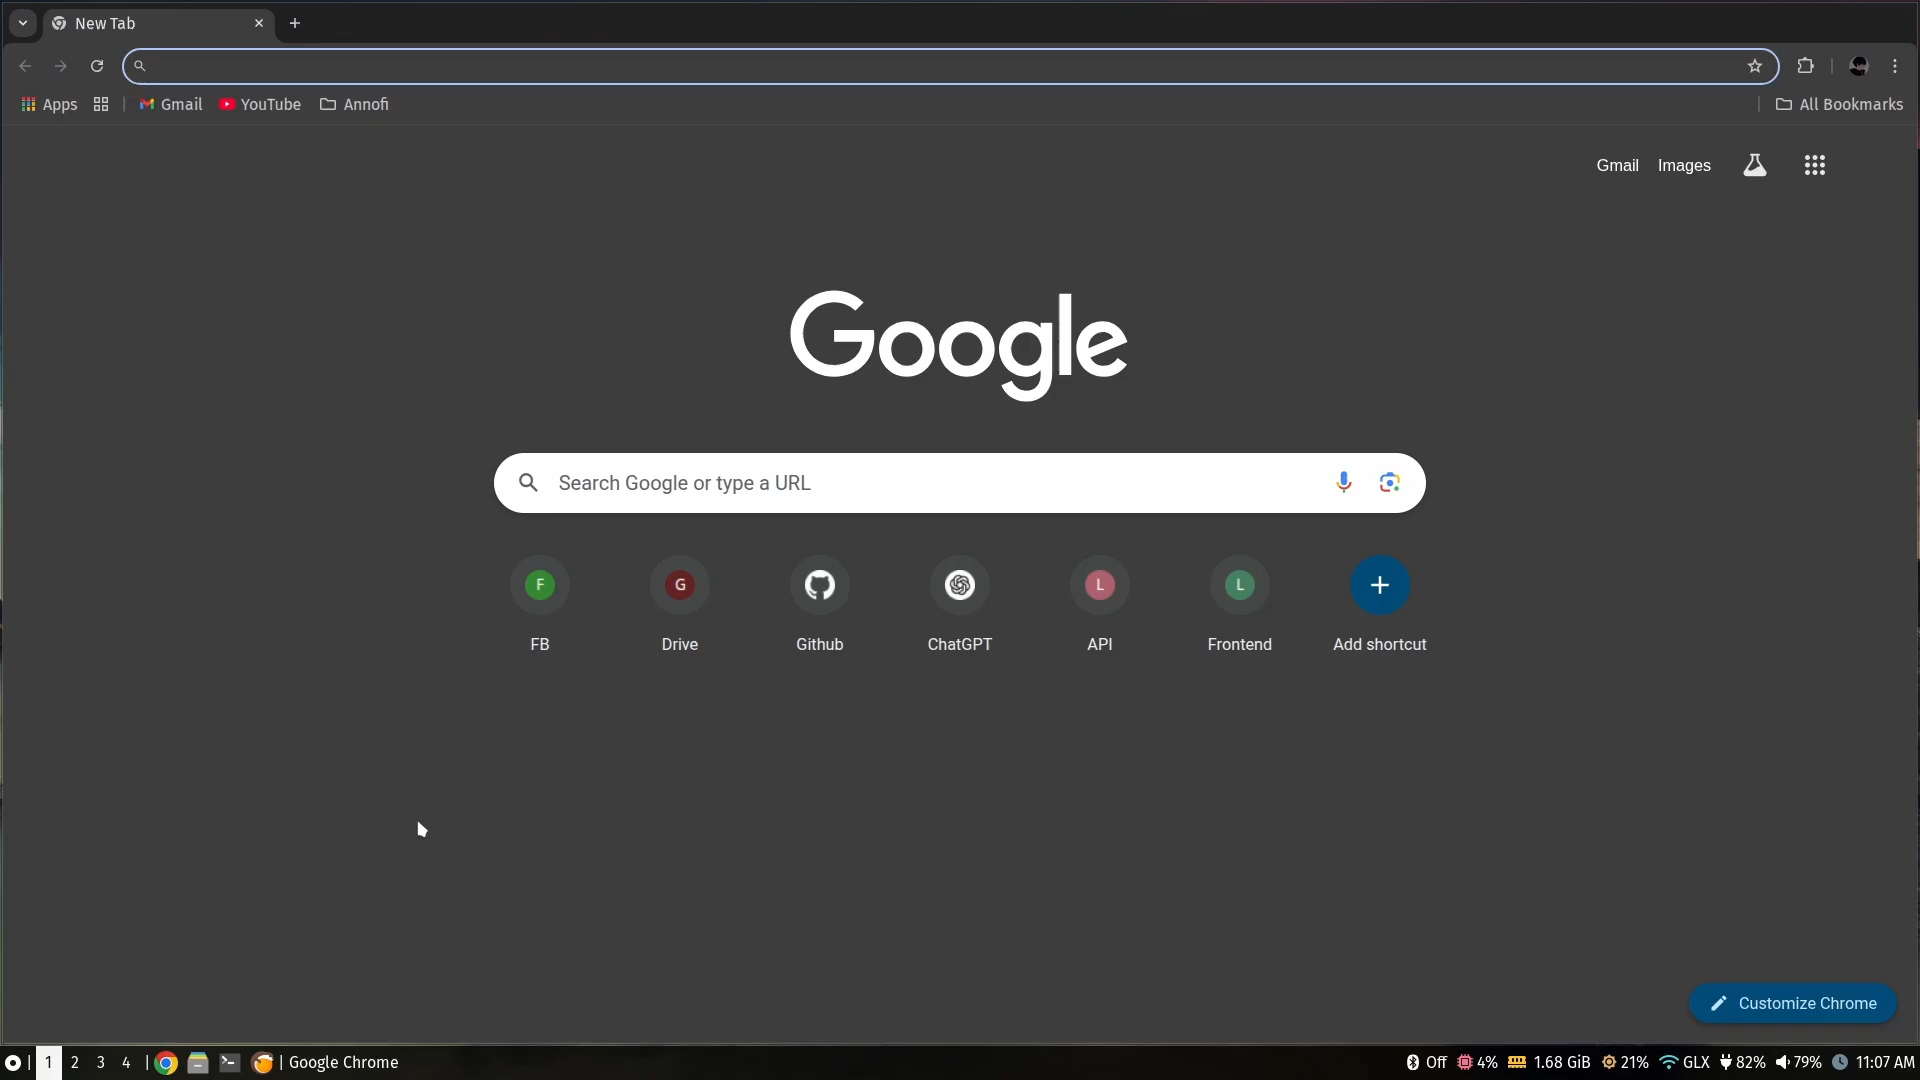 New Tab
Apps
Gmail
YouTube
Annofi
All Bookmarks
Gmail
Images
Google
Search Google or type a URL
F
G
L
L
FB
Drive
Github
ChatGPT
API
Frontend
Add shortcut
Customize Chrome
| 1 2 3 4 | | Google Chrome
Off 4% 1.68 GiB 21% GLX 82% 79% 11:07 AM